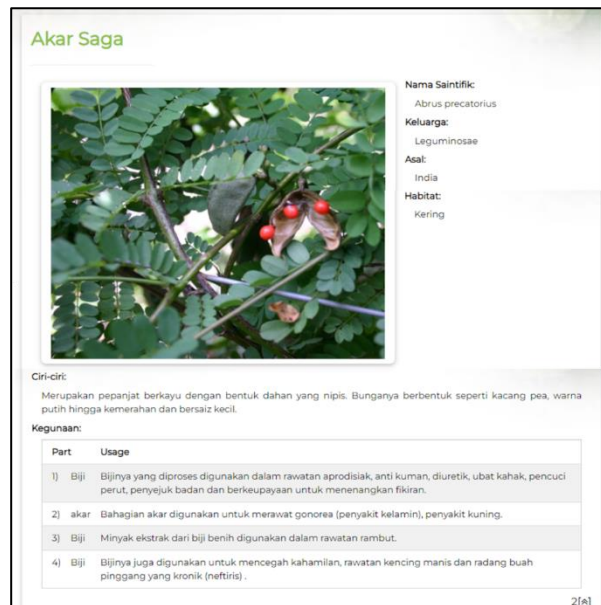 Akar Saga
Nama Saintifik:
Abrus precatorius
Keluarga:
Leguminosae
Asal:
India
Habitat:
Kering
Ciri-ciri:
Merupakan pepanjat berkayu dengan bentuk dahan yang nipis. Bunganya berbentuk seperti kacang pea, warna
putih hingga kemerahan dan bersaiz kecil.
Kegunaan:
Part Usage
1) Biji Bijinya yang diproses digunakan dalam rawatan aprodisiak, anti kuman, diuretik, ubat kahak, pencuci
perut, penyejuk badan dan berkeupayaan untuk menenangkan fikiran.
2) akar Bahagian akar digunakan untuk merawat gonorea (penyakit kelamin), penyakit kuning.
3) Biji Minyak ekstrak dari biji benih digunakan dalam rawatan rambut.
4) Biji Bijinya juga digunakan untuk mencegah kahamilan, rawatan kencing manis dan radang buah
pinggang yang kronik (neftiris) .